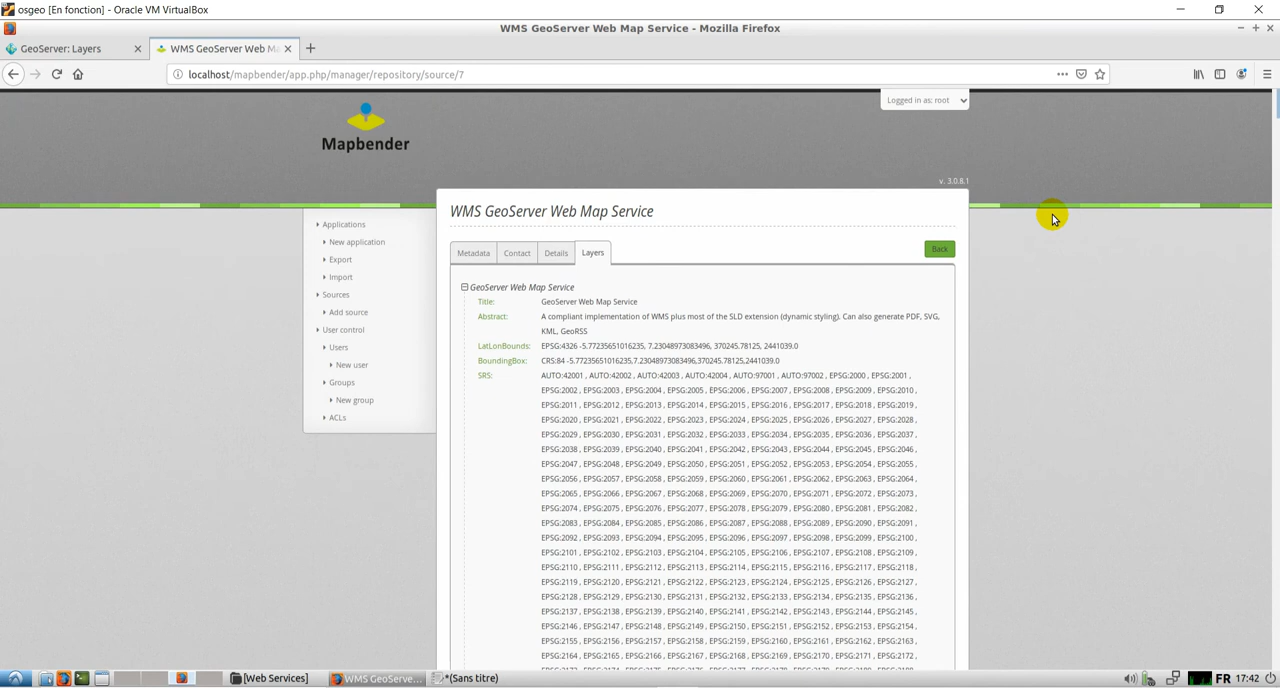 osgeo [En fonction] - Oracle VM VirtualBox
WMS GeoServer Web Map Service - Mozilla Firefox
GeoServer: Layers
WMS GeoServer Web Ma
localhost/mapbender/app.php/manager/repository/source/7
Logged in as: root
Mapbender
v. 3.0.8.1
WMS GeoServer Web Map Service
Applications
New application
Export
Import
Sources
Add source
User control
Users
New user
Groups
New group
ACLs
Metadata
Contact
Details
Layers
Back
GeoServer Web Map Service
Title: GeoServer Web Map Service
Abstract: A compliant implementation of WMS plus most of the SLD extension (dynamic styling). Can also generate PDF, SVG,
KML, GeoRSS
LatLonBounds: EPSG:4326 -5.77235651016235, 7.23048973083496, 370245.78125, 2441039.0
BoundingBox: CRS:84 -5.77235651016235,7.23048973083496,370245.78125,2441039.0
SRS: AUTO:42001 , AUTO:42002 , AUTO:42003 , AUTO:42004 , AUTO:97001 , AUTO:97002 , EPSG:2000 , EPSG:2001 ,
EPSG:2002 , EPSG:2003 , EPSG:2004 , EPSG:2005 , EPSG:2006 , EPSG:2007 , EPSG:2008 , EPSG:2009 , EPSG:2010 ,
EPSG:2011 , EPSG:2012 , EPSG:2013 , EPSG:2014 , EPSG:2015 , EPSG:2016 , EPSG:2017 , EPSG:2018 , EPSG:2019 ,
EPSG:2020 , EPSG:2021 , EPSG:2022 , EPSG:2023 , EPSG:2024 , EPSG:2025 , EPSG:2026 , EPSG:2027 , EPSG:2028 ,
EPSG:2029 , EPSG:2030 , EPSG:2031 , EPSG:2032 , EPSG:2033 , EPSG:2034 , EPSG:2035 , EPSG:2036 , EPSG:2037 ,
EPSG:2038 , EPSG:2039 , EPSG:2040 , EPSG:2041 , EPSG:2042 , EPSG:2043 , EPSG:2044 , EPSG:2045 , EPSG:2046 ,
EPSG:2047 , EPSG:2048 , EPSG:2049 , EPSG:2050 , EPSG:2051 , EPSG:2052 , EPSG:2053 , EPSG:2054 , EPSG:2055 ,
EPSG:2056 , EPSG:2057 , EPSG:2058 , EPSG:2059 , EPSG:2060 , EPSG:2061 , EPSG:2062 , EPSG:2063 , EPSG:2064 ,
EPSG:2065 , EPSG:2066 , EPSG:2067 , EPSG:2068 , EPSG:2069 , EPSG:2070 , EPSG:2071 , EPSG:2072 , EPSG:2073 ,
EPSG:2074 , EPSG:2075 , EPSG:2076 , EPSG:2077 , EPSG:2078 , EPSG:2079 , EPSG:2080 , EPSG:2081 , EPSG:2082 ,
EPSG:2083 , EPSG:2084 , EPSG:2085 , EPSG:2086 , EPSG:2087 , EPSG:2088 , EPSG:2089 , EPSG:2090 , EPSG:2091 ,
EPSG:2092 , EPSG:2093 , EPSG:2094 , EPSG:2095 , EPSG:2096 , EPSG:2097 , EPSG:2098 , EPSG:2099 , EPSG:2100 ,
EPSG:2101 , EPSG:2102 , EPSG:2103 , EPSG:2104 , EPSG:2105 , EPSG:2106 , EPSG:2107 , EPSG:2108 , EPSG:2109 ,
EPSG:2110 , EPSG:2111 , EPSG:2112 , EPSG:2113 , EPSG:2114 , EPSG:2115 , EPSG:2116 , EPSG:2117 , EPSG:2118 ,
EPSG:2119 , EPSG:2120 , EPSG:2121 , EPSG:2122 , EPSG:2123 , EPSG:2124 , EPSG:2125 , EPSG:2126 , EPSG:2127 ,
EPSG:2128 , EPSG:2129 , EPSG:2130 , EPSG:2131 , EPSG:2132 , EPSG:2133 , EPSG:2134 , EPSG:2135 , EPSG:2136 ,
EPSG:2137 , EPSG:2138 , EPSG:2139 , EPSG:2140 , EPSG:2141 , EPSG:2142 , EPSG:2143 , EPSG:2144 , EPSG:2145 ,
EPSG:2146 , EPSG:2147 , EPSG:2148 , EPSG:2149 , EPSG:2150 , EPSG:2151 , EPSG:2152 , EPSG:2153 , EPSG:2154 ,
EPSG:2155 , EPSG:2156 , EPSG:2157 , EPSG:2158 , EPSG:2159 , EPSG:2160 , EPSG:2161 , EPSG:2162 , EPSG:2163 ,
EPSG:2164 , EPSG:2165 , EPSG:2166 , EPSG:2167 , EPSG:2168 , EPSG:2169 , EPSG:2170 , EPSG:2171 , EPSG:2172 ,
[Web Services]
WMS GeoServe...
*(Sans titre)
FR 17:42